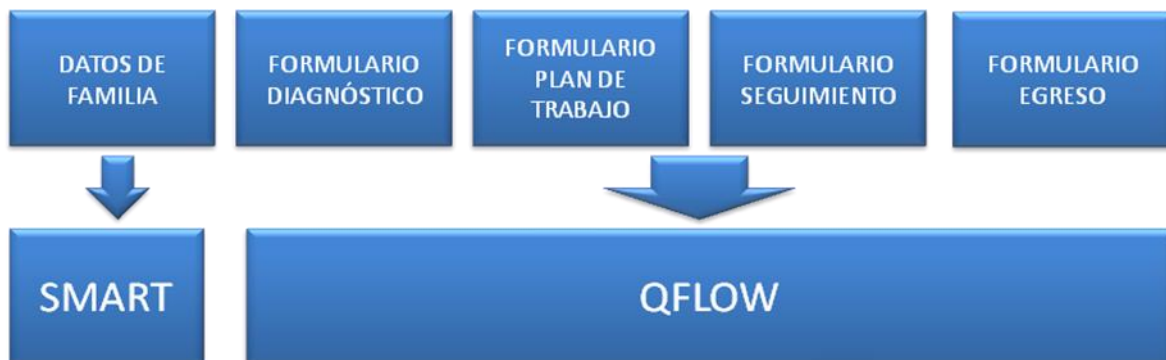 DATOS DE
FAMILIA
FORMULARIO
DIAGNÓSTICO
FORMULARIO
PLAN DE
TRABAJO
FORMULARIO
SEGUIMIENTO
FORMULARIO
EGRESO
SMART
QFLOW